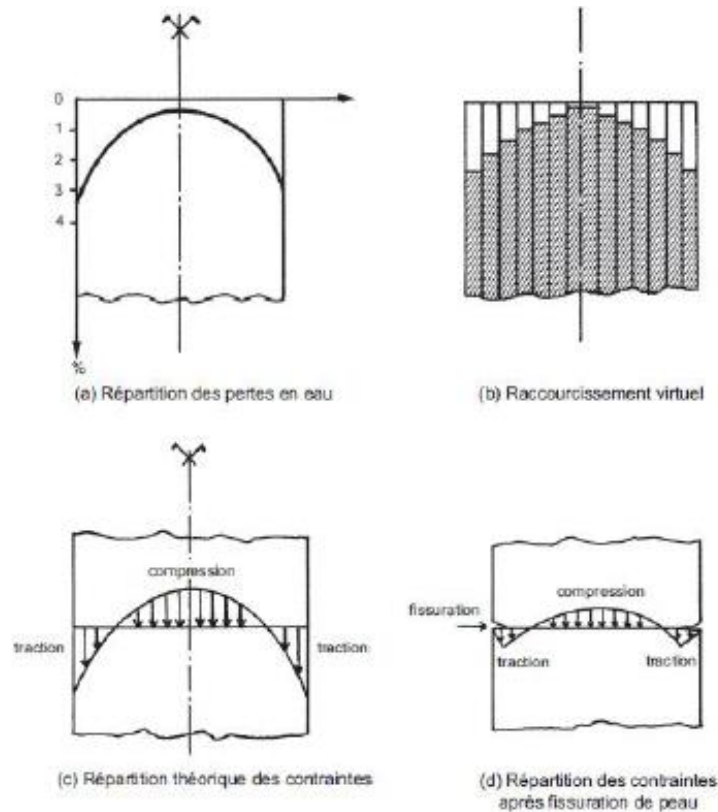 0
1
2
3
4
%
(a) Répartition des pertes en eau
(b) Raccourcissement virtuel
compression
traction
traction
(c) Répartition théorique des contraintes
fissuration
compression
traction
traction
(d) Répartition des contraintes
après fissuration de peau